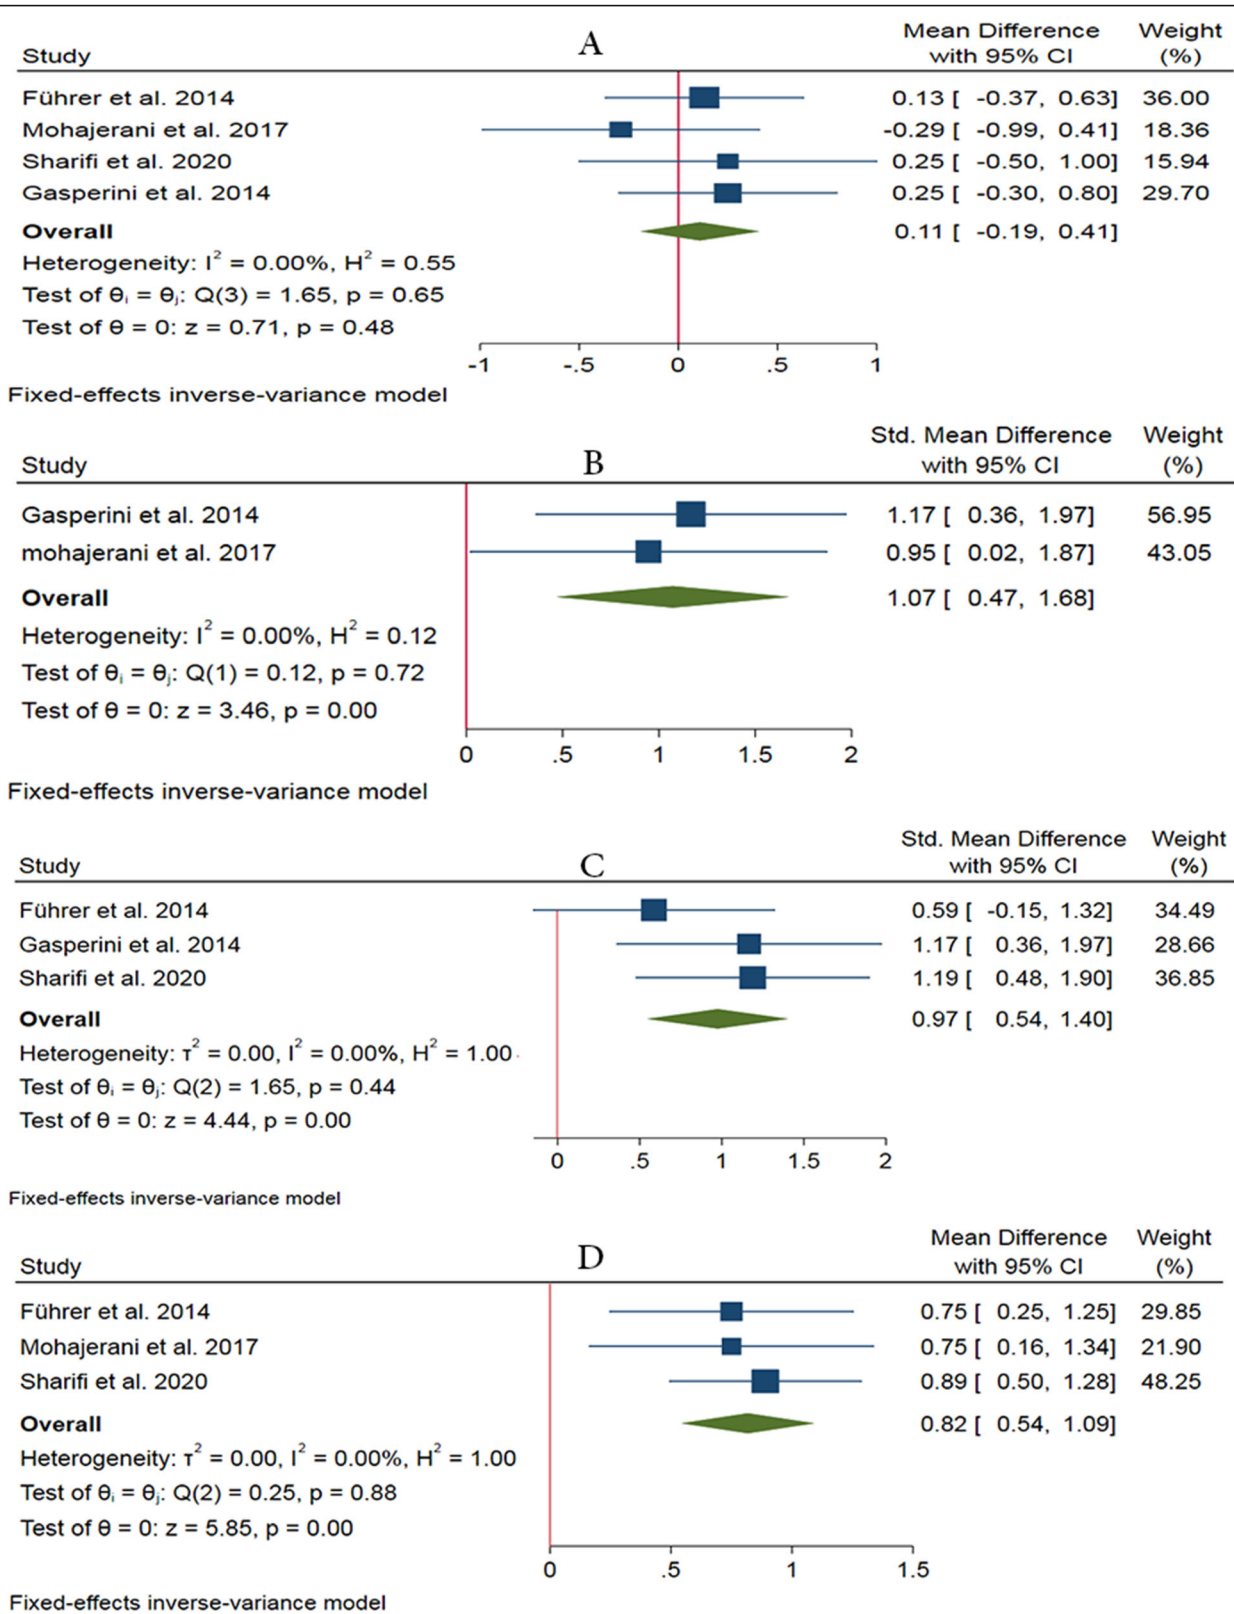 A
Mean Difference Weight
Study with 95% CI (%)
Führer et al. 2014 0.13 [ -0.37, 0.63] 36.00
Mohajerani et al. 2017 -0.29 [ -0.99, 0.41] 18.36
Sharifi et al. 2020 0.25 [ -0.50, 1.00] 15.94
Gasperini et al. 2014 0.25 [ -0.30, 0.80] 29.70
Overall 0.11 [ -0.19, 0.41]
Heterogeneity: I² = 0.00%, H² = 0.55
Test of θᵢ = θⱼ: Q(3) = 1.65, p = 0.65
Test of θ = 0: z = 0.71, p = 0.48
-1 -.5 0 .5 1
Fixed-effects inverse-variance model
B
Std. Mean Difference Weight
Study with 95% CI (%)
Gasperini et al. 2014 1.17 [ 0.36, 1.97] 56.95
mohajerani et al. 2017 0.95 [ 0.02, 1.87] 43.05
Overall 1.07 [ 0.47, 1.68]
Heterogeneity: I² = 0.00%, H² = 0.12
Test of θᵢ = θⱼ: Q(1) = 0.12, p = 0.72
Test of θ = 0: z = 3.46, p = 0.00
0 .5 1 1.5 2
Fixed-effects inverse-variance model
C
Std. Mean Difference Weight
Study with 95% CI (%)
Führer et al. 2014 0.59 [ -0.15, 1.32] 34.49
Gasperini et al. 2014 1.17 [ 0.36, 1.97] 28.66
Sharifi et al. 2020 1.19 [ 0.48, 1.90] 36.85
Overall 0.97 [ 0.54, 1.40]
Heterogeneity: τ² = 0.00, I² = 0.00%, H² = 1.00
Test of θᵢ = θⱼ: Q(2) = 1.65, p = 0.44
Test of θ = 0: z = 4.44, p = 0.00
0 .5 1 1.5 2
Fixed-effects inverse-variance model
D
Mean Difference Weight
Study with 95% CI (%)
Führer et al. 2014 0.75 [ 0.25, 1.25] 29.85
Mohajerani et al. 2017 0.75 [ 0.16, 1.34] 21.90
Sharifi et al. 2020 0.89 [ 0.50, 1.28] 48.25
Overall 0.82 [ 0.54, 1.09]
Heterogeneity: τ² = 0.00, I² = 0.00%, H² = 1.00
Test of θᵢ = θⱼ: Q(2) = 0.25, p = 0.88
Test of θ = 0: z = 5.85, p = 0.00
0 .5 1 1.5
Fixed-effects inverse-variance model